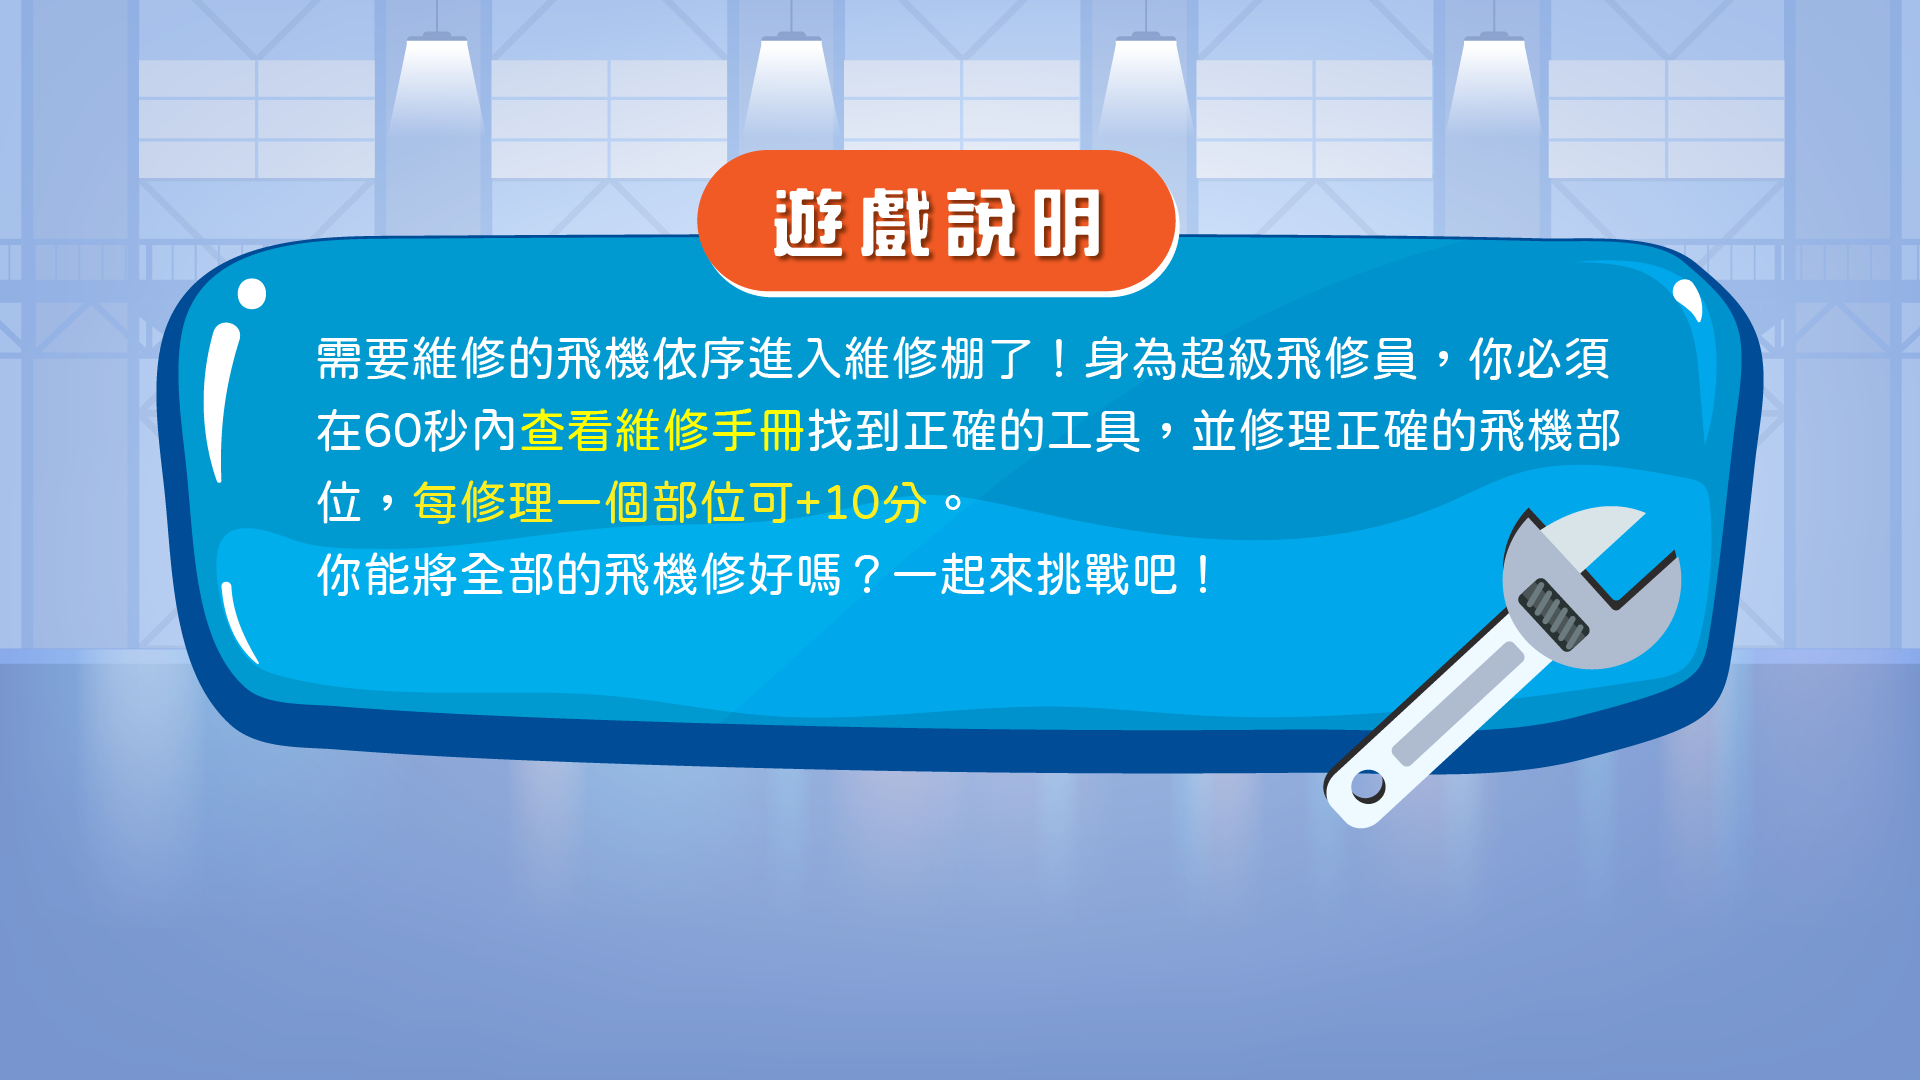 遊戲說明
需要維修的飛機依序進入維修棚了！身為超級飛修員，你必須
在60秒內查看維修手冊找到正確的工具，並修理正確的飛機部
位，每修理一個部位可+10分。
你能將全部的飛機修好嗎？一起來挑戰吧！